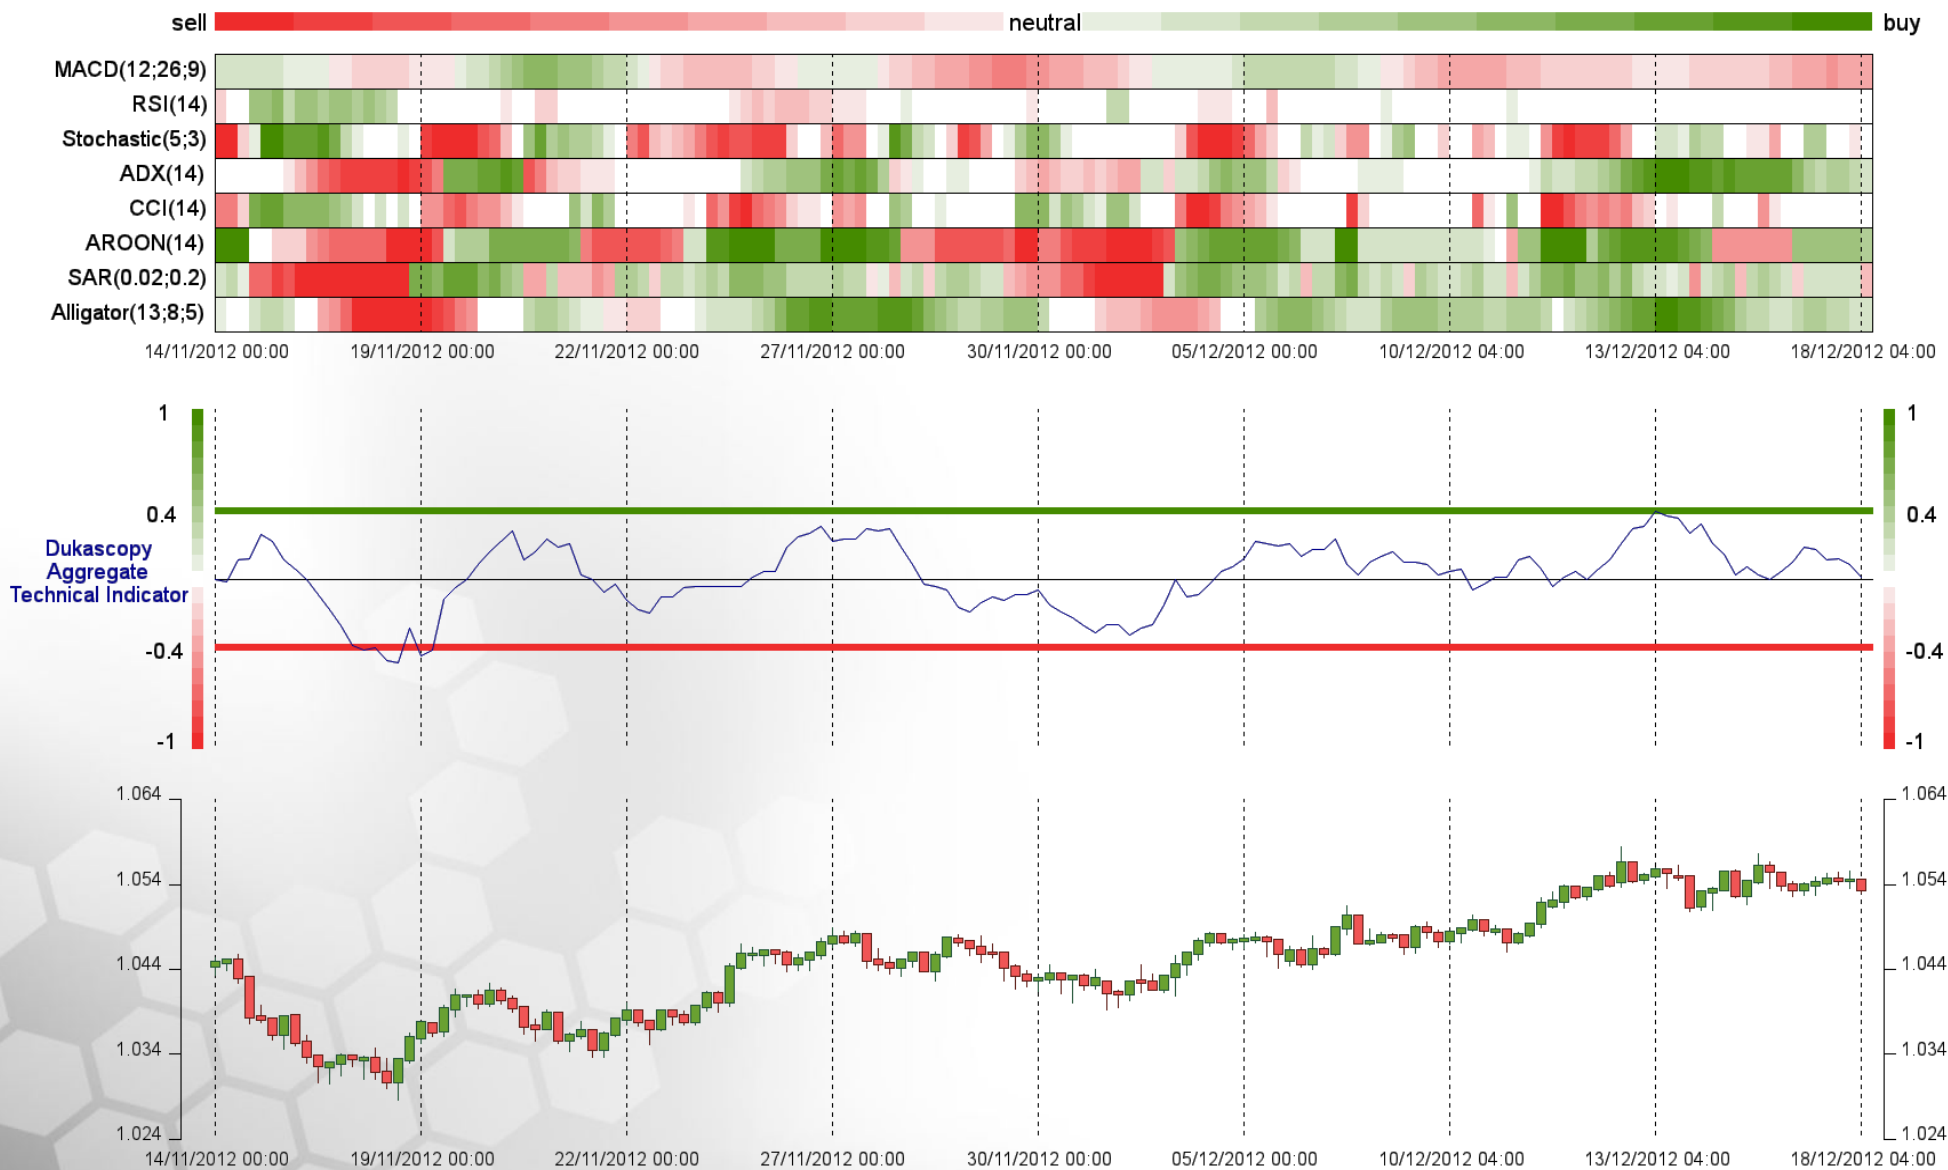 sell neutral buy
MACD(12;26;9)
RSI(14)
Stochastic(5;3)
ADX(14)
CCI(14)
AROON(14)
SAR(0.02;0.2)
Alligator(13;8;5)
14/11/2012 00:00 19/11/2012 00:00 22/11/2012 00:00 27/11/2012 00:00 30/11/2012 00:00 05/12/2012 00:00 10/12/2012 04:00 13/12/2012 04:00 18/12/2012 04:00
1 1
0.4 0.4
Dukascopy
Aggregate
Technical Indicator
-0.4 -0.4
-1 -1
1.064 1.064
1.054 1.054
1.044 1.044
1.034 1.034
1.024 1.024
14/11/2012 00:00 19/11/2012 00:00 22/11/2012 00:00 27/11/2012 00:00 30/11/2012 00:00 05/12/2012 00:00 10/12/2012 04:00 13/12/2012 04:00 18/12/2012 04:00